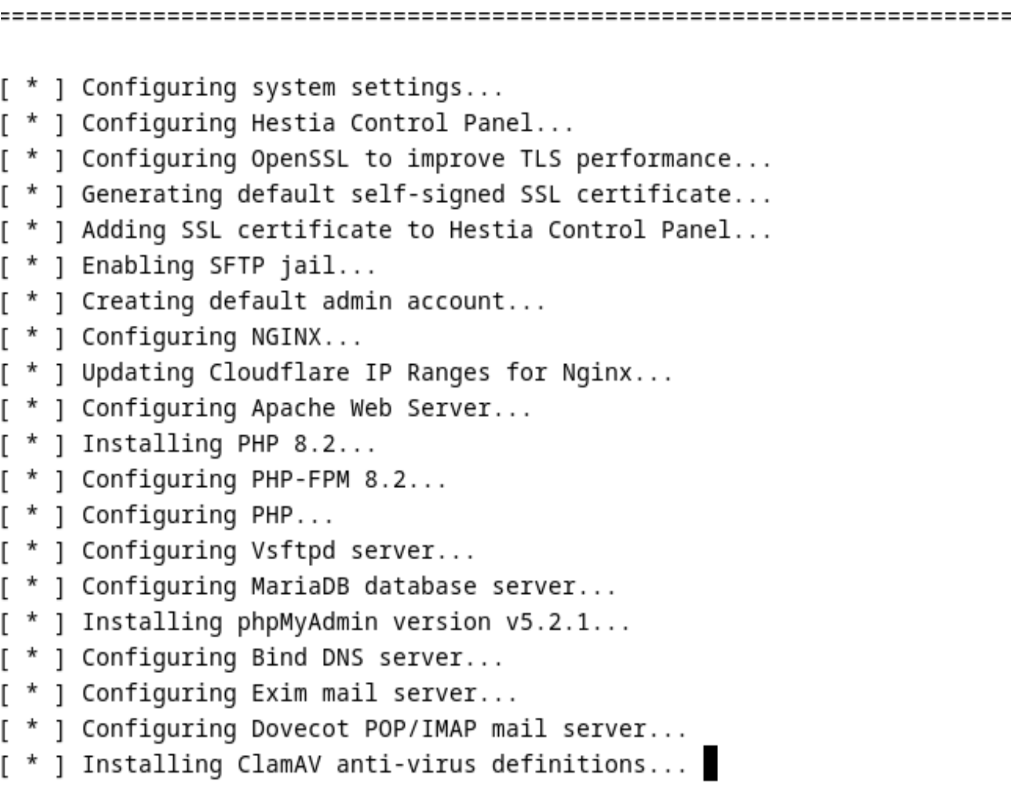 ========================================================================
[ * ] Configuring system settings...
[ * ] Configuring Hestia Control Panel...
[ * ] Configuring OpenSSL to improve TLS performance...
[ * ] Generating default self-signed SSL certificate...
[ * ] Adding SSL certificate to Hestia Control Panel...
[ * ] Enabling SFTP jail...
[ * ] Creating default admin account...
[ * ] Configuring NGINX...
[ * ] Updating Cloudflare IP Ranges for Nginx...
[ * ] Configuring Apache Web Server...
[ * ] Installing PHP 8.2...
[ * ] Configuring PHP-FPM 8.2...
[ * ] Configuring PHP...
[ * ] Configuring Vsftpd server...
[ * ] Configuring MariaDB database server...
[ * ] Installing phpMyAdmin version v5.2.1...
[ * ] Configuring Bind DNS server...
[ * ] Configuring Exim mail server...
[ * ] Configuring Dovecot POP/IMAP mail server...
[ * ] Installing ClamAV anti-virus definitions...